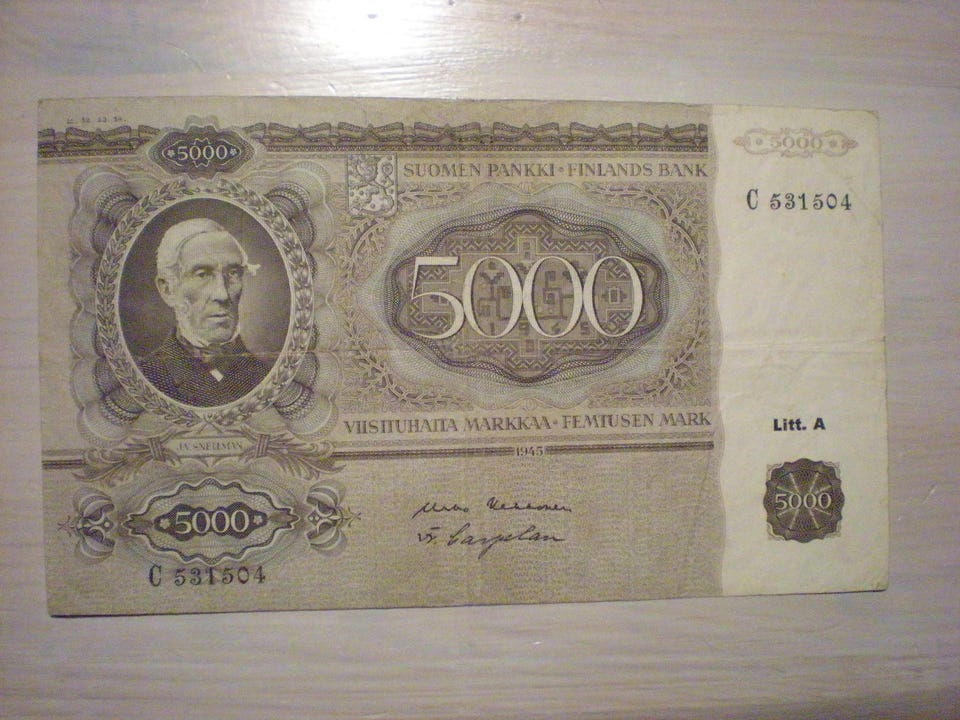 5000
SUOMEN PANKKI · FINLANDS BANK
5000
C 531504
5000
VIISITUHATTA MARKKAA · FEMTUSEN MARK
Litt. A
J.V. SNELLMAN
1945
5000
5000
C 531504